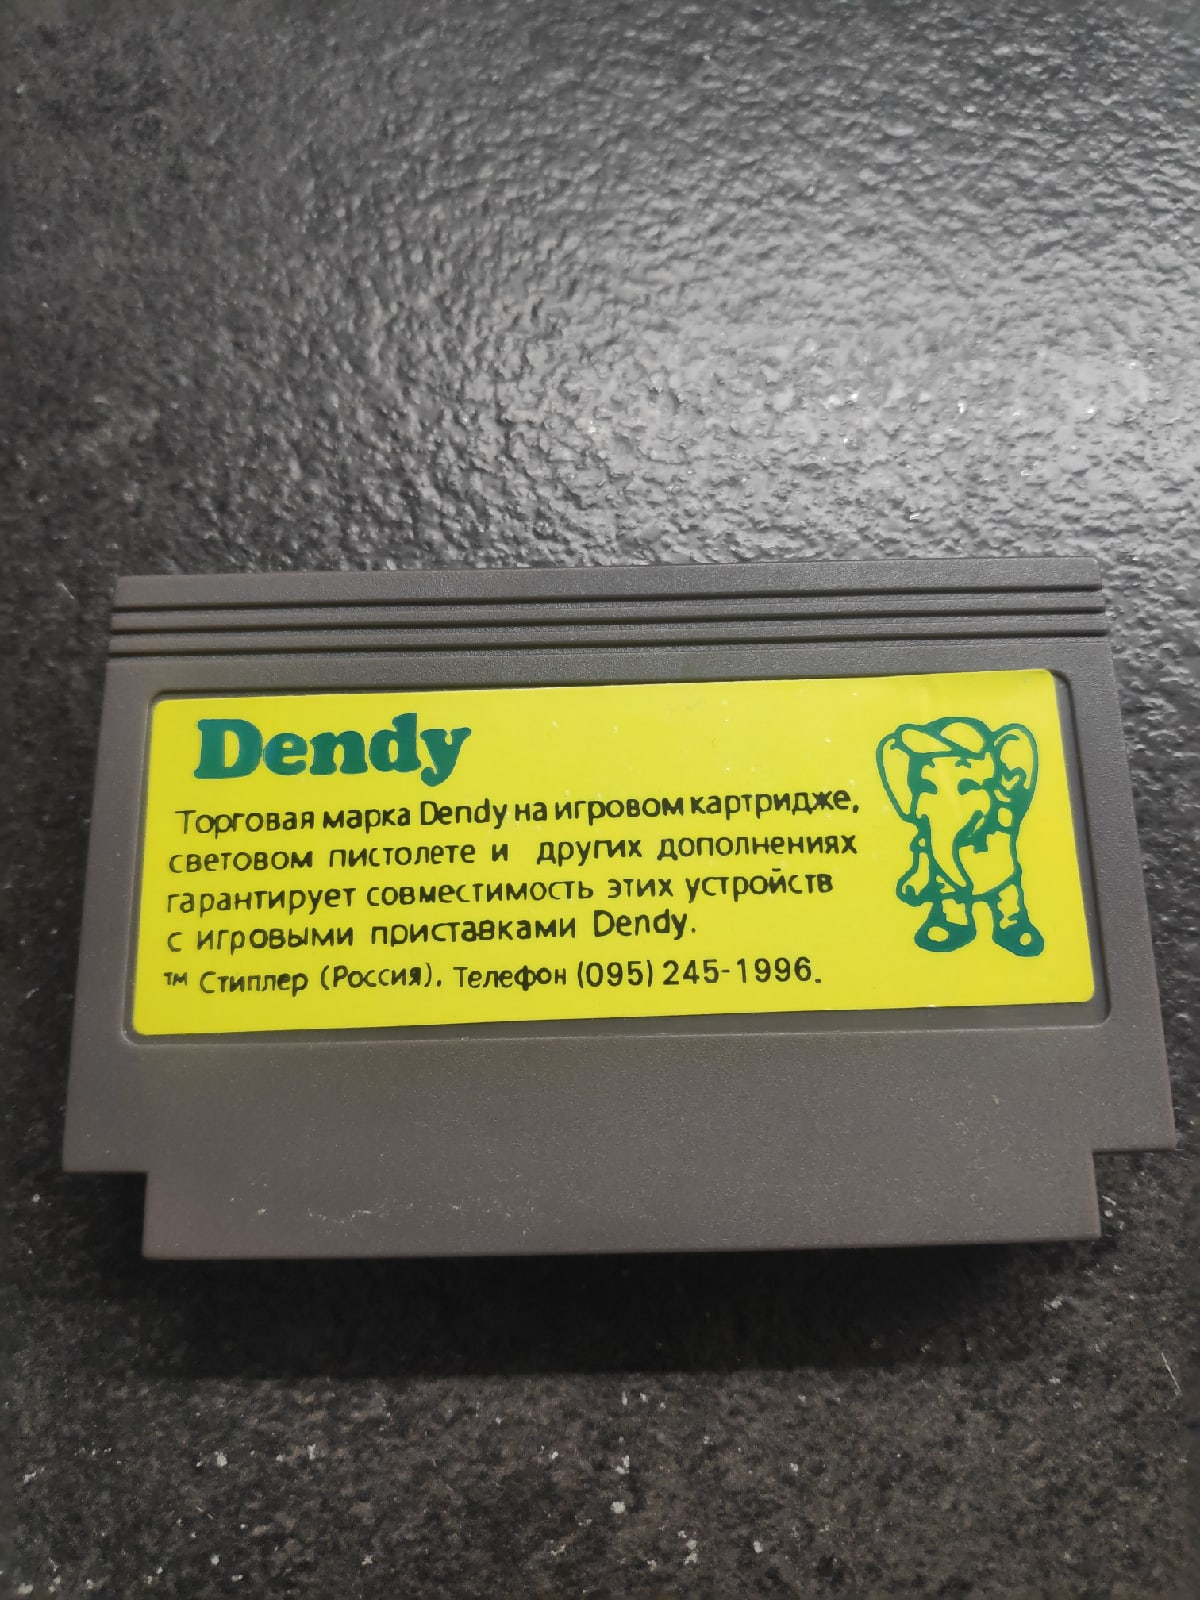 Dendy
Торговая марка Dendy на игровом картридже,
световом пистолете и других дополнениях
гарантирует совместимость этих устройств
с игровыми приставками Dendy.
™ Стиплер (Россия). Телефон (095) 245-1996.